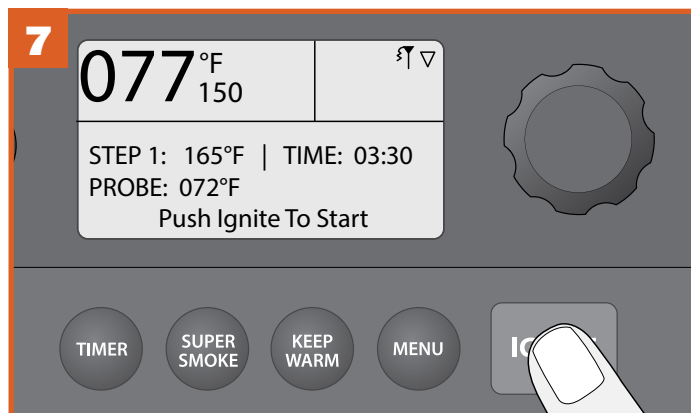 7
077°F
150
STEP 1: 165°F | TIME: 03:30
PROBE: 072°F
Push Ignite To Start
TIMER
SUPER
SMOKE
KEEP
WARM
MENU